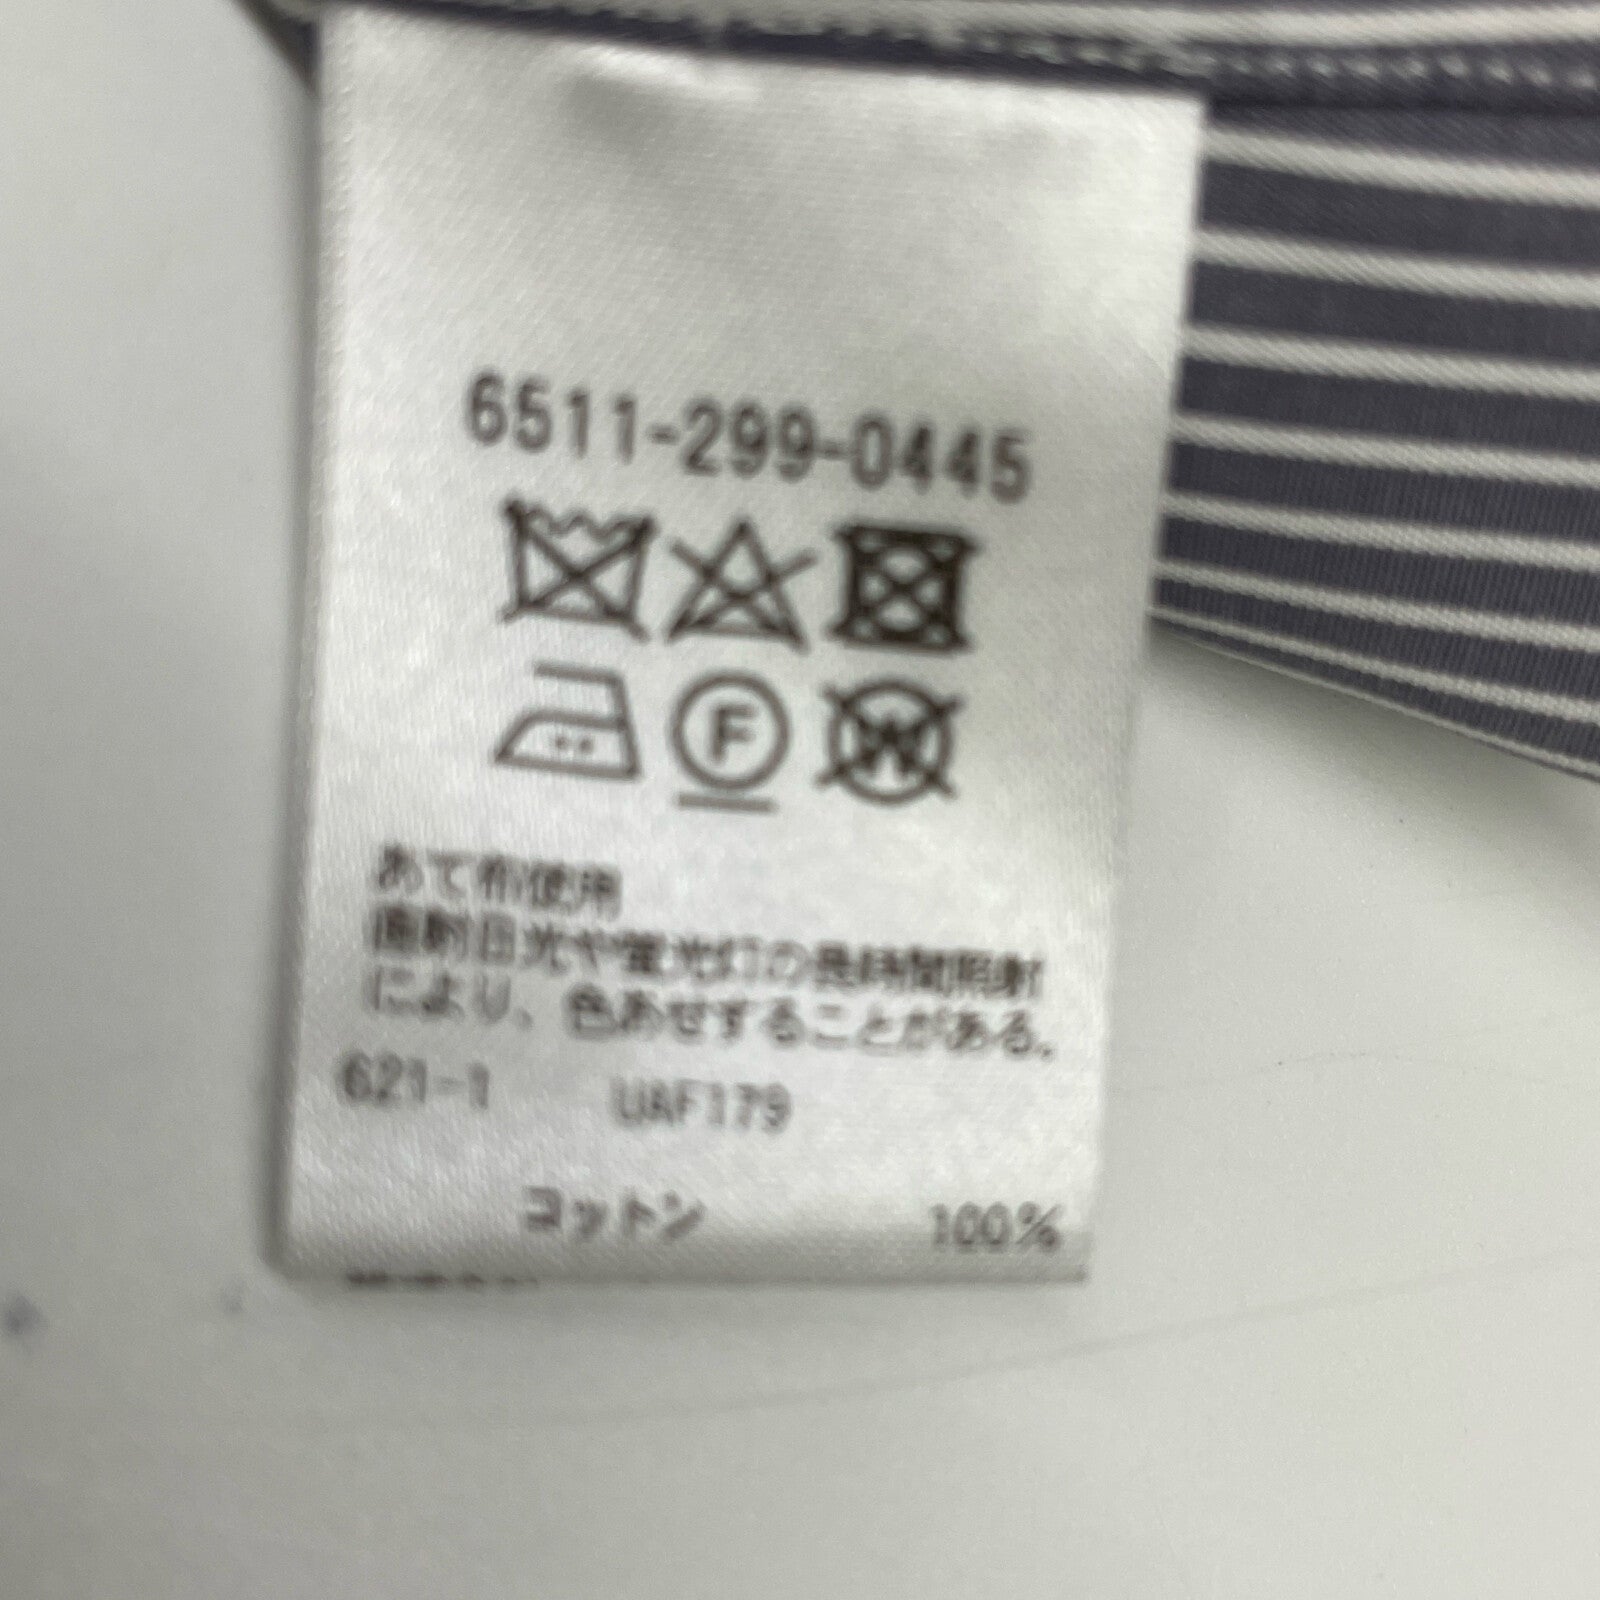 6511-299-0445
F
W
あて布使用
直射日光や蛍光灯の長時間照射
により、色あせすることがある。
621-1 UAF179
コットン 100%